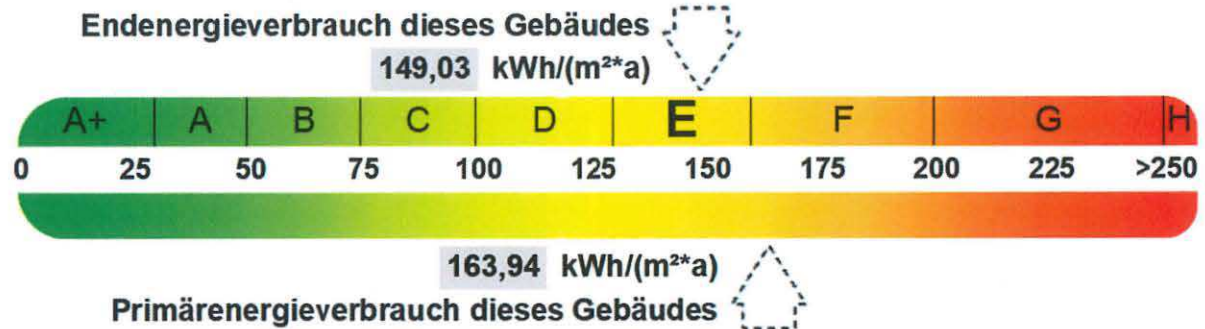 Endenergieverbrauch dieses Gebäudes
149,03 kWh/(m²*a)
A+ A B C D E F G H
0 25 50 75 100 125 150 175 200 225 >250
163,94 kWh/(m²*a)
Primärenergieverbrauch dieses Gebäudes